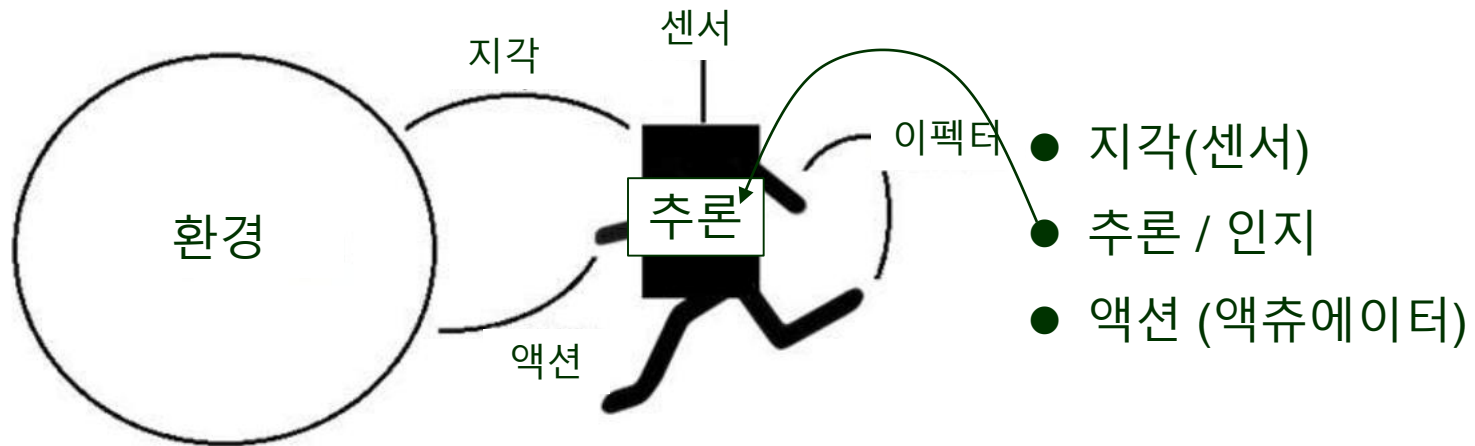 센서
지각
이펙터
환경
추론
액션
● 지각(센서)
● 추론 / 인지
● 액션 (액츄에이터)